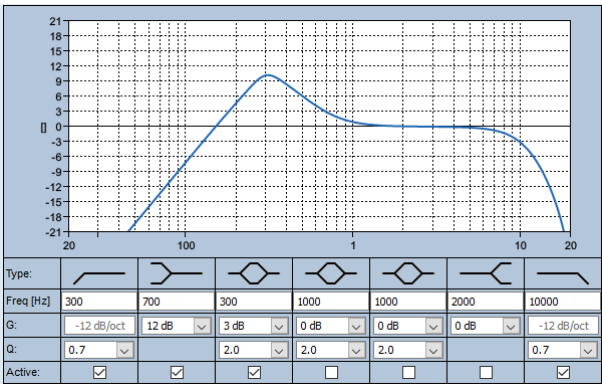 21
18
15
12
9
6
3
[] 0
-3
-6
-9
-12
-15
-18
-21
20 100 1 10 20
Type:
Freq [Hz] 300 700 300 1000 1000 2000 10000
G: -12 dB/oct 12 dB 3 dB 0 dB 0 dB 0 dB -12 dB/oct
Q: 0.7 2.0 2.0 2.0 0.7
Active: